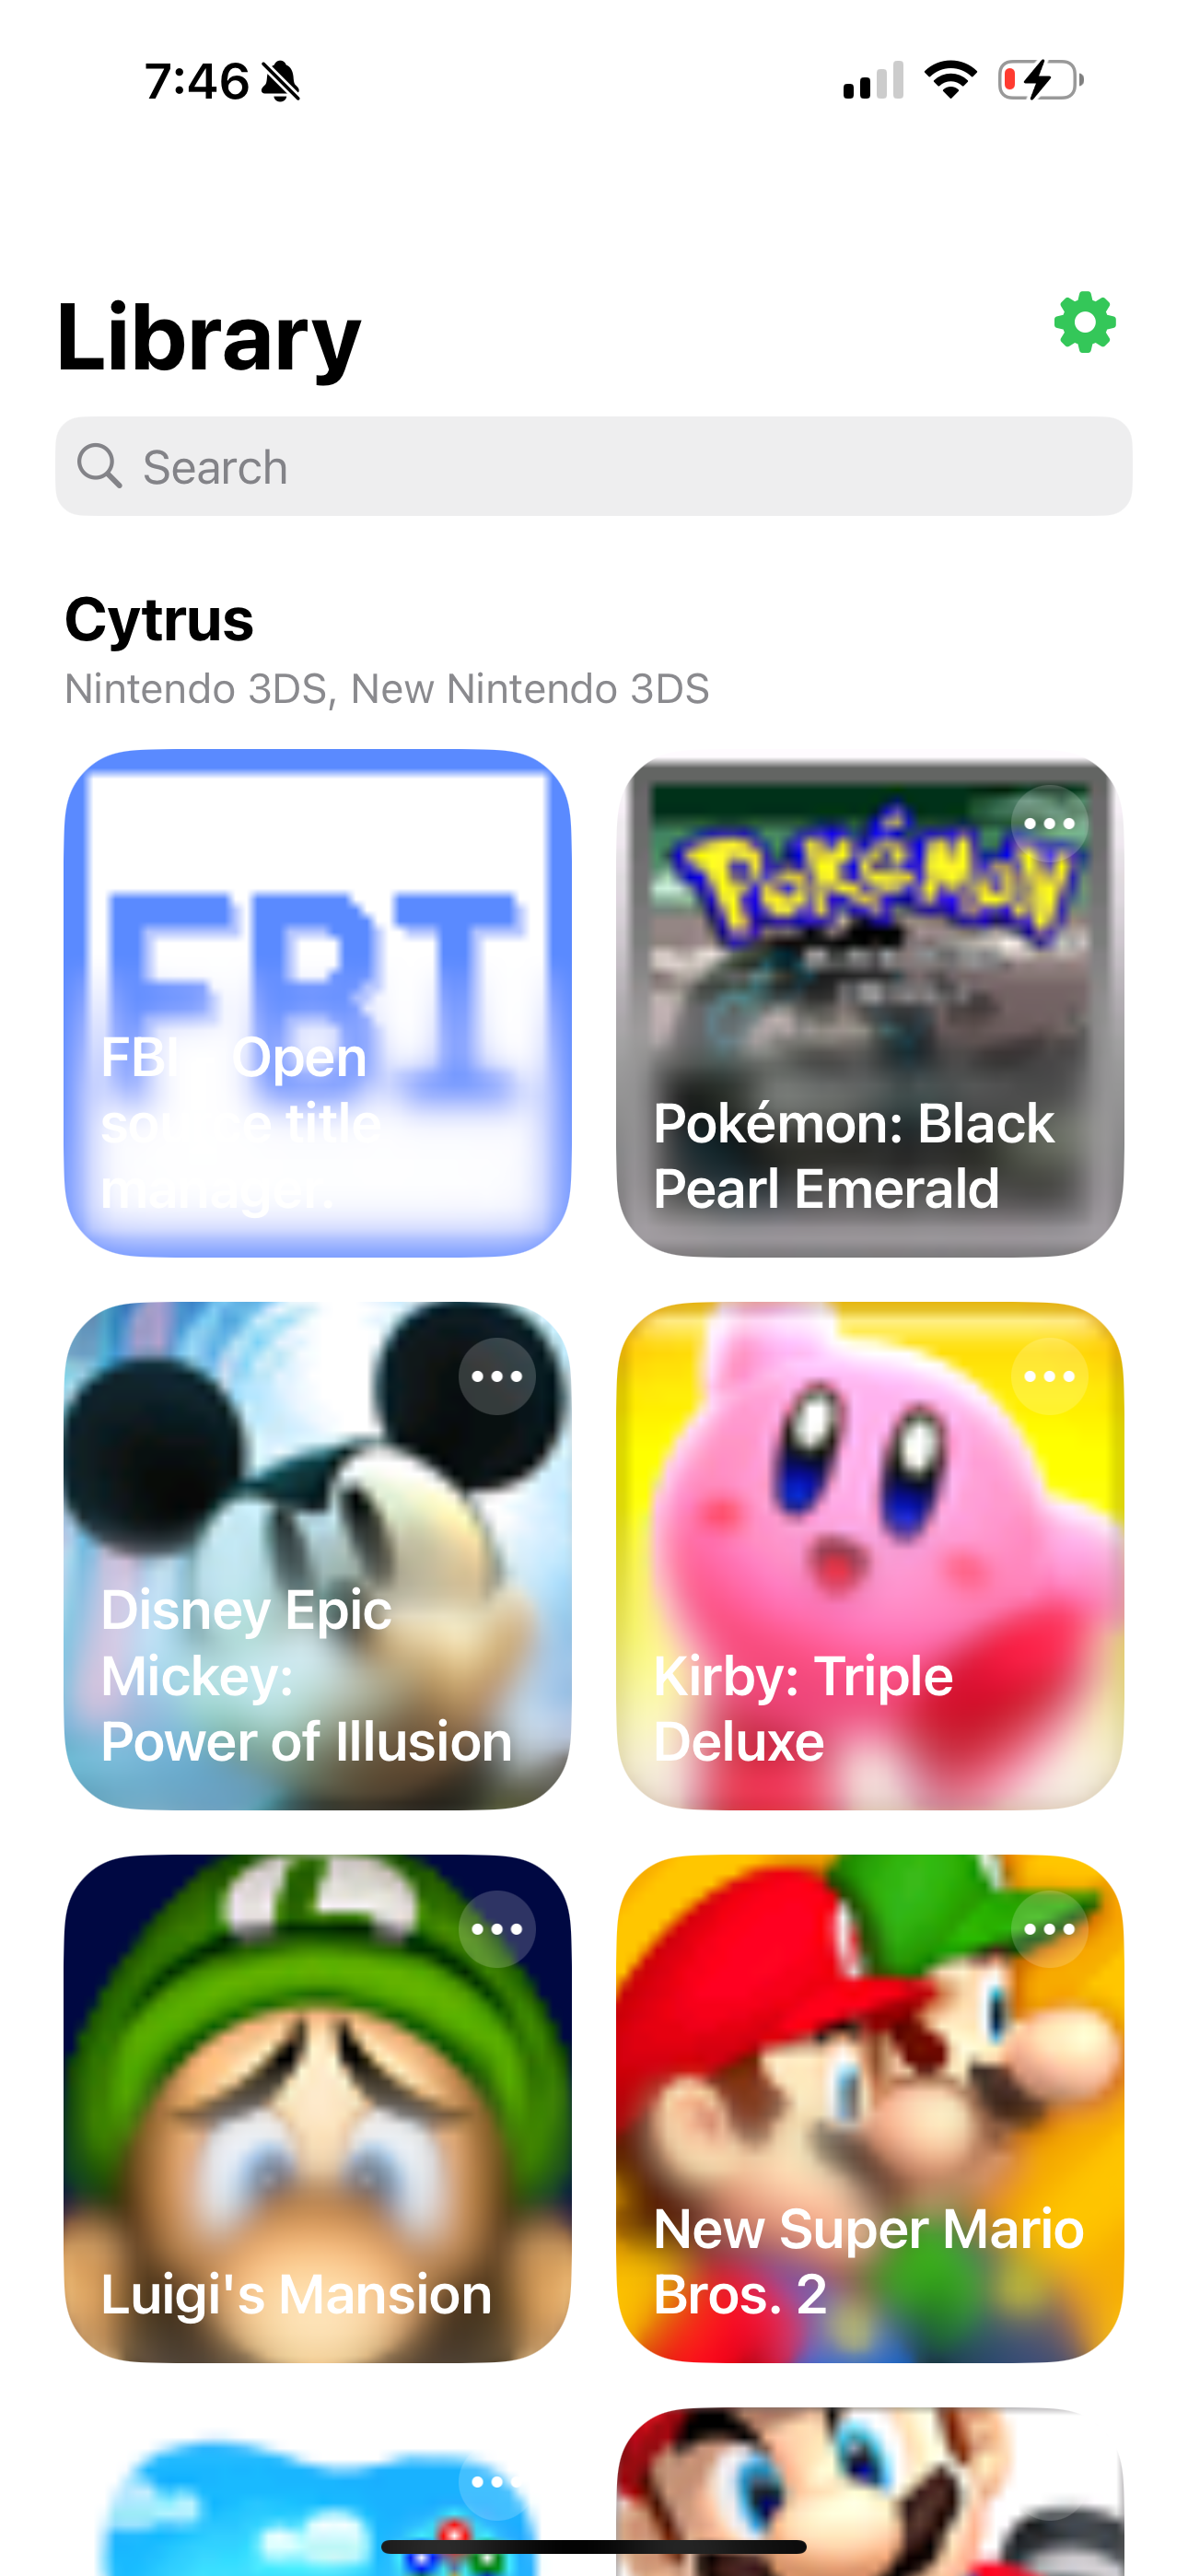 7:46
Library
Search
Cytrus
Nintendo 3DS, New Nintendo 3DS
FBI
FBI Open
source title
manager.
POKéMON
Pokémon: Black
Pearl Emerald
Disney Epic
Mickey:
Power of Illusion
Kirby: Triple
Deluxe
L
Luigi's Mansion
New Super Mario
Bros. 2